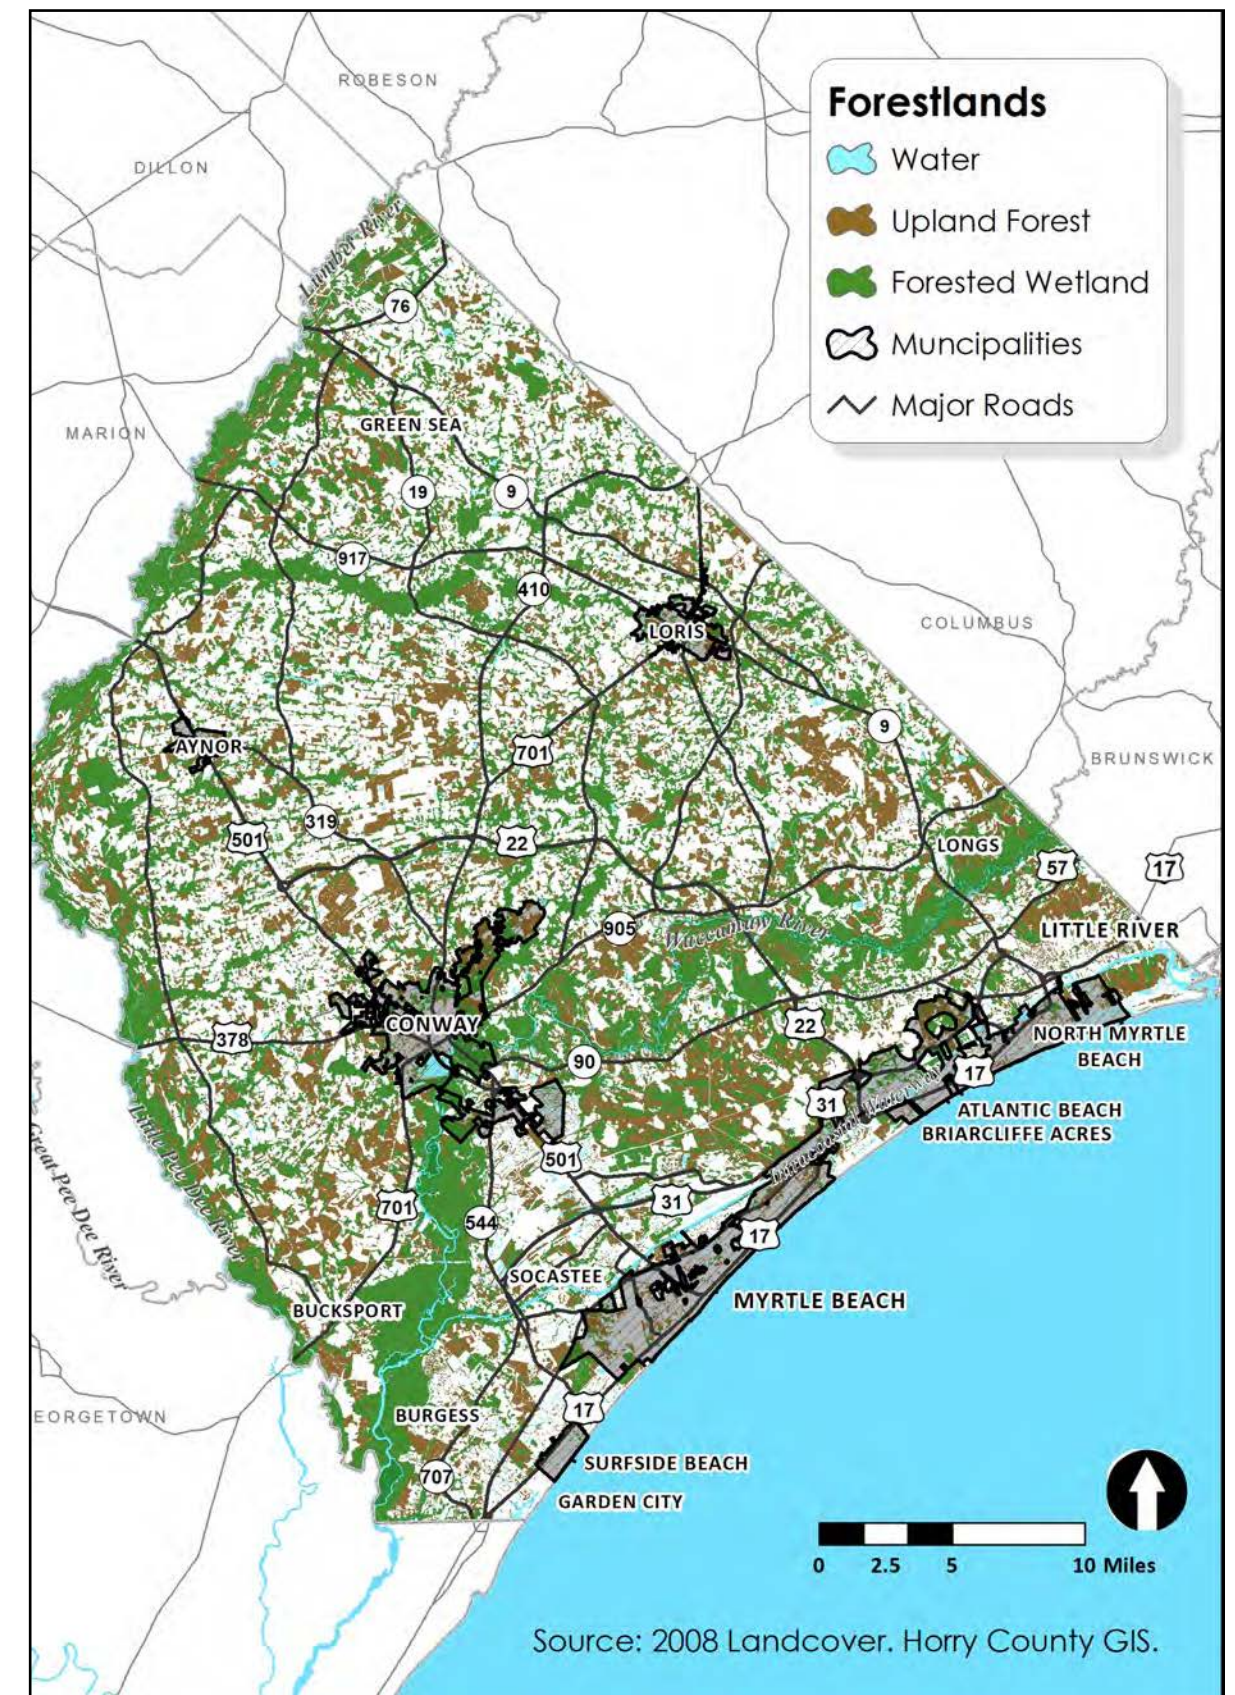 ROBESON
DILLON
Forestlands
Water
Upland Forest
Forested Wetland
Muncipalities
Major Roads
Lumber River
76
MARION
GREEN SEA
19
9
917
410
LORIS
COLUMBUS
AYNOR
701
9
BRUNSWICK
319
501
22
LONGS
57
17
905
Waccamaw River
LITTLE RIVER
CONWAY
378
90
22
NORTH MYRTLE
BEACH
17
31
Intracoastal Waterway
ATLANTIC BEACH
BRIARCLIFFE ACRES
Little Pee Dee River
Great Pee Dee River
501
701
544
31
17
SOCASTEE
BUCKSPORT
MYRTLE BEACH
EORGETOWN
BURGESS
17
707
SURFSIDE BEACH
GARDEN CITY
0 2.5 5 10 Miles
Source: 2008 Landcover. Horry County GIS.